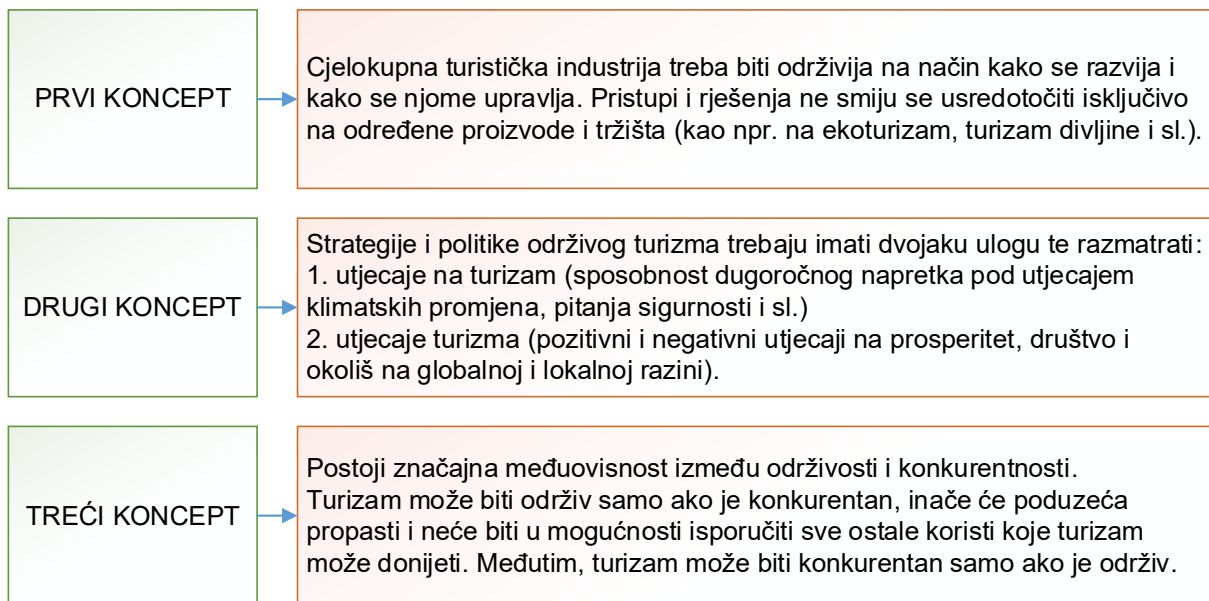 PRVI KONCEPT
Cjelokupna turistička industrija treba biti održivija na način kako se razvija i
kako se njome upravlja. Pristupi i rješenja ne smiju se usredotočiti isključivo
na određene proizvode i tržišta (kao npr. na ekoturizam, turizam divljine i sl.).
DRUGI KONCEPT
Strategije i politike održivog turizma trebaju imati dvojaku ulogu te razmatrati:
1. utjecaje na turizam (sposobnost dugoročnog napretka pod utjecajem
klimatskih promjena, pitanja sigurnosti i sl.)
2. utjecaje turizma (pozitivni i negativni utjecaji na prosperitet, društvo i
okoliš na globalnoj i lokalnoj razini).
TREĆI KONCEPT
Postoji značajna međuovisnost između održivosti i konkurentnosti.
Turizam može biti održiv samo ako je konkurentan, inače će poduzeća
propasti i neće biti u mogućnosti isporučiti sve ostale koristi koje turizam
može donijeti. Međutim, turizam može biti konkurentan samo ako je održiv.